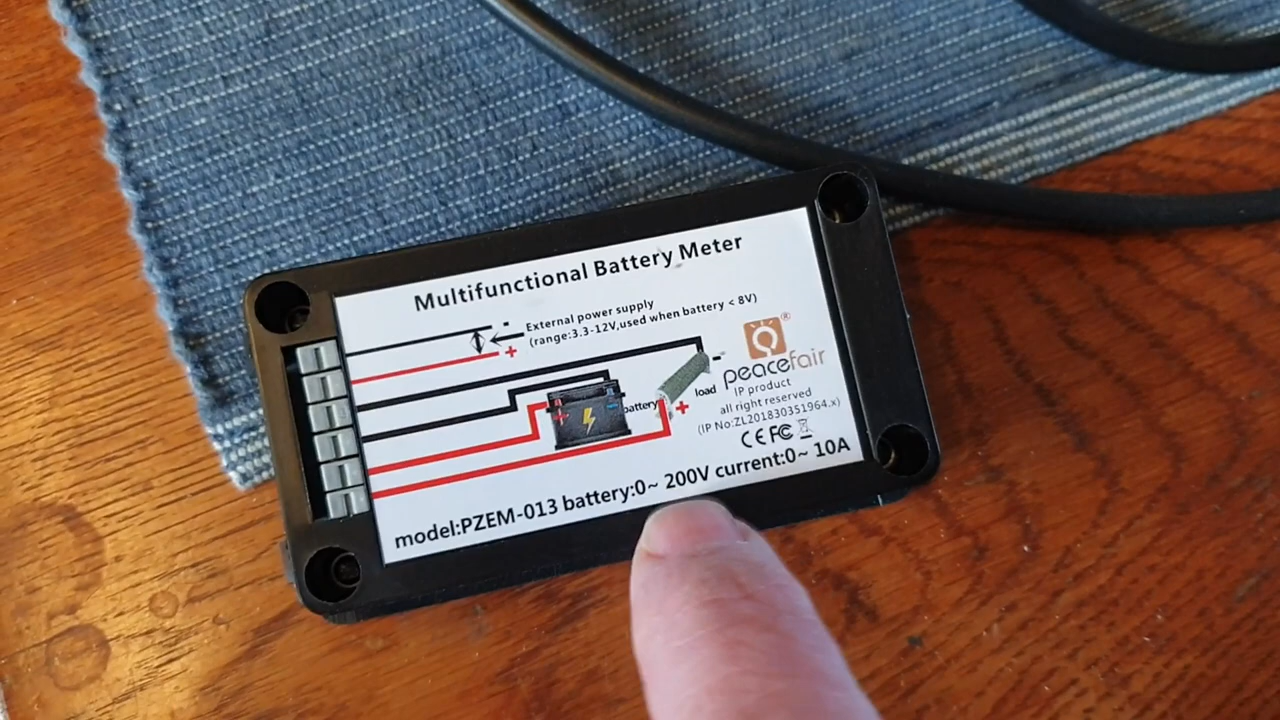 Multifunctional Battery Meter
- External power supply
+ (range:3.3-12V,used when battery < 8V)
®
peacefair
- load
battery +
IP product
all right reserved
(IP No:ZL201830351964.x)
CE FC
model:PZEM-013 battery:0~ 200V current:0~ 10A